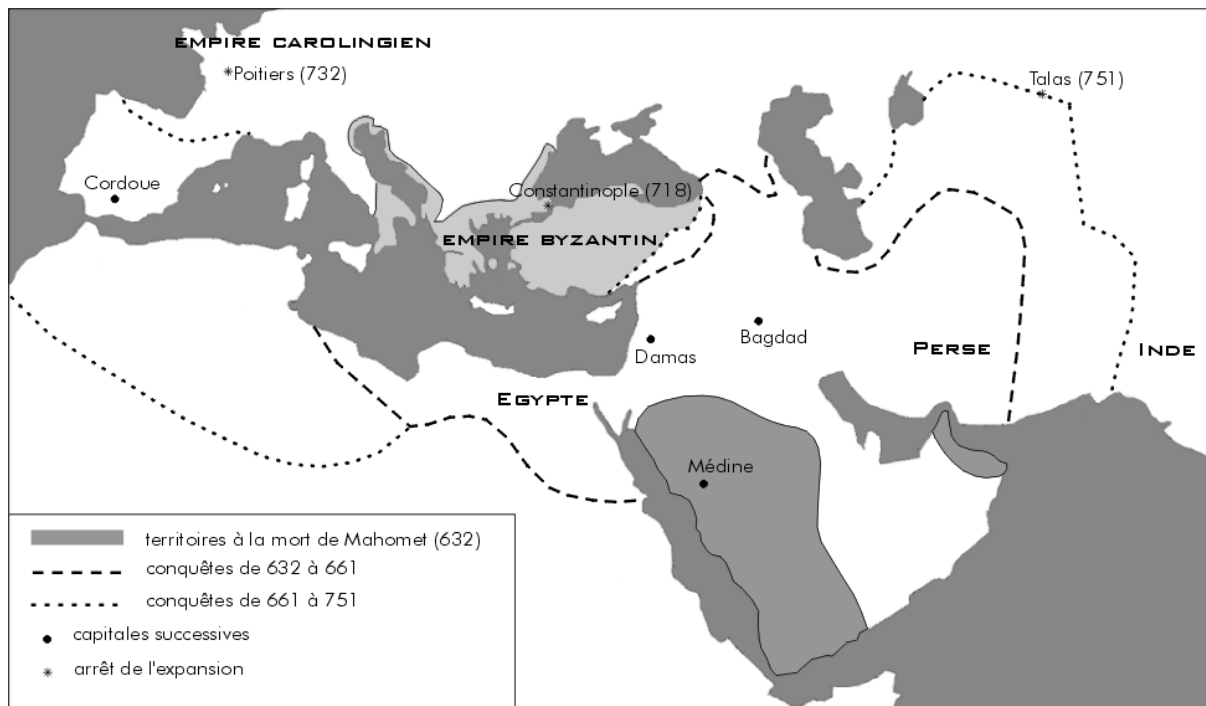 EMPIRE CAROLINGIEN
Poitiers (732)
Talas (751)
Cordoue
Constantinople (718)
EMPIRE BYZANTIN
Bagdad
Damas
PERSE
INDE
EGYPTE
Médine
territoires à la mort de Mahomet (632)
conquêtes de 632 à 661
conquêtes de 661 à 751
capitales successives
arrêt de l'expansion